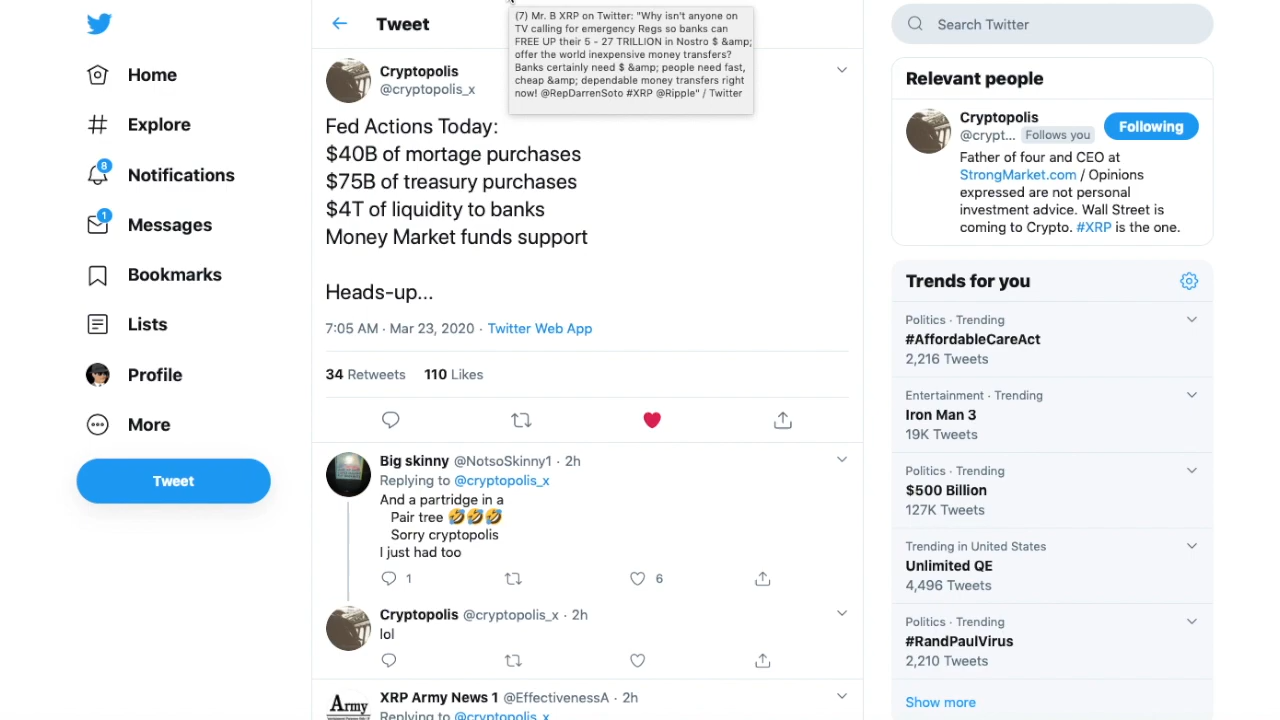 Home
Explore
8
Notifications
1
Messages
Bookmarks
Lists
Profile
More
Tweet
Tweet
(7) Mr. B XRP on Twitter: "Why isn't anyone on
TV calling for emergency Regs so banks can
FREE UP their 5 - 27 TRILLION in Nostro $ &amp;
offer the world inexpensive money transfers?
Banks certainly need $ &amp; people need fast,
cheap &amp; dependable money transfers right
now! @RepDarrenSoto #XRP @Ripple" / Twitter
Cryptopolis
@cryptopolis_x
Fed Actions Today:
$40B of mortage purchases
$75B of treasury purchases
$4T of liquidity to banks
Money Market funds support
Heads-up...
7:05 AM · Mar 23, 2020 · Twitter Web App
34 Retweets 110 Likes
Big skinny @NotsoSkinny1 · 2h
Replying to @cryptopolis_x
And a partridge in a
Pair tree 🤣🤣🤣
Sorry cryptopolis
I just had too
1 6
Cryptopolis @cryptopolis_x · 2h
lol
Army
XRP Army News 1 @EffectivenessA · 2h
Replying to @cryptopolis_x
Search Twitter
Relevant people
Cryptopolis
@crypt... Follows you
Following
Father of four and CEO at
StrongMarket.com / Opinions
expressed are not personal
investment advice. Wall Street is
coming to Crypto. #XRP is the one.
Trends for you
Politics · Trending
#AffordableCareAct
2,216 Tweets
Entertainment · Trending
Iron Man 3
19K Tweets
Politics · Trending
$500 Billion
127K Tweets
Trending in United States
Unlimited QE
4,496 Tweets
Politics · Trending
#RandPaulVirus
2,210 Tweets
Show more